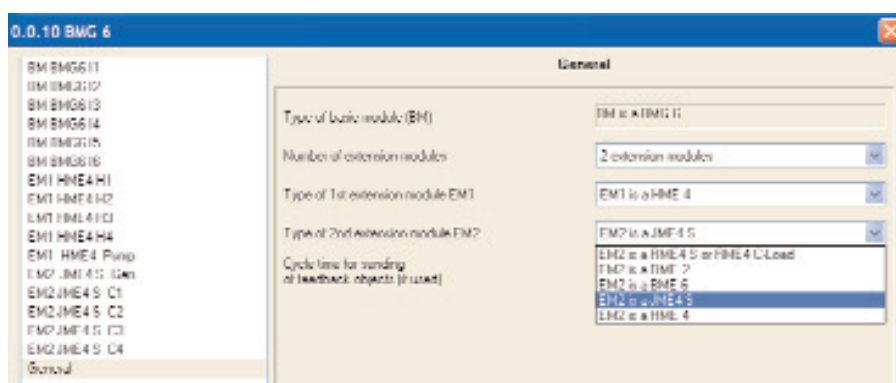 0.0.10 BMG 6
BM BMG6 I1
BM BMG6 I2
BM BMG6 I3
BM BMG6 I4
BM BMG6 I5
BM BMG6 I6
EM1 HME4 H1
EM1 HME4 H2
EM1 HME4 H3
EM1 HME4 H4
EM1 HME4 Pump
EM2 JME4 S Gen
EM2 JME4 S C1
EM2 JME4 S C2
EM2 JME4 S C3
EM2 JME4 S C4
General
General
Type of basic module (BM)
BM is a BMG 6
Number of extension modules
2 extension modules
Type of 1st extension module EM1
EM1 is a HME 4
Type of 2nd extension module EM2
EM2 is a JME4 S
Cycle time for sending
of feedback objects (if used)
EM2 is a RME4 S or RME4 C-Load
EM2 is a DME 2
EM2 is a BME 6
EM2 is a JME4 S
EM2 is a HME 4